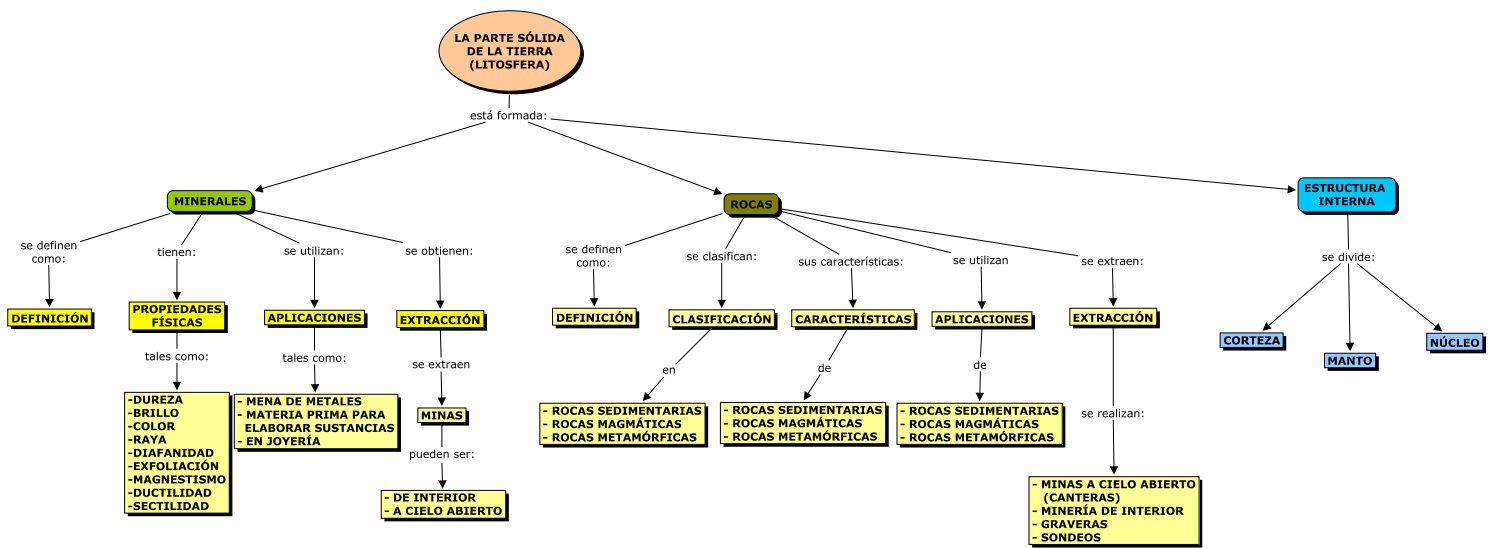 LA PARTE SÓLIDA
DE LA TIERRA
(LITOSFERA)
está formada:
MINERALES
ROCAS
ESTRUCTURA
INTERNA
se definen
como:
tienen:
se utilizan:
se obtienen:
se definen
como:
se clasifican:
sus características:
se utilizan
se extraen:
se divide:
DEFINICIÓN
PROPIEDADES
FÍSICAS
APLICACIONES
EXTRACCIÓN
DEFINICIÓN
CLASIFICACIÓN
CARACTERÍSTICAS
APLICACIONES
EXTRACCIÓN
CORTEZA
MANTO
NÚCLEO
tales como:
tales como:
se extraen
en
de
de
-DUREZA
-BRILLO
-COLOR
-RAYA
-DIAFANIDAD
-EXFOLIACIÓN
-MAGNESTISMO
-DUCTILIDAD
-SECTILIDAD
- MENA DE METALES
- MATERIA PRIMA PARA
ELABORAR SUSTANCIAS
- EN JOYERÍA
MINAS
pueden ser:
- DE INTERIOR
- A CIELO ABIERTO
- ROCAS SEDIMENTARIAS
- ROCAS MAGMÁTICAS
- ROCAS METAMÓRFICAS
- ROCAS SEDIMENTARIAS
- ROCAS MAGMÁTICAS
- ROCAS METAMÓRFICAS
- ROCAS SEDIMENTARIAS
- ROCAS MAGMÁTICAS
- ROCAS METAMÓRFICAS
se realizan:
- MINAS A CIELO ABIERTO
(CANTERAS)
- MINERÍA DE INTERIOR
- GRAVERAS
- SONDEOS